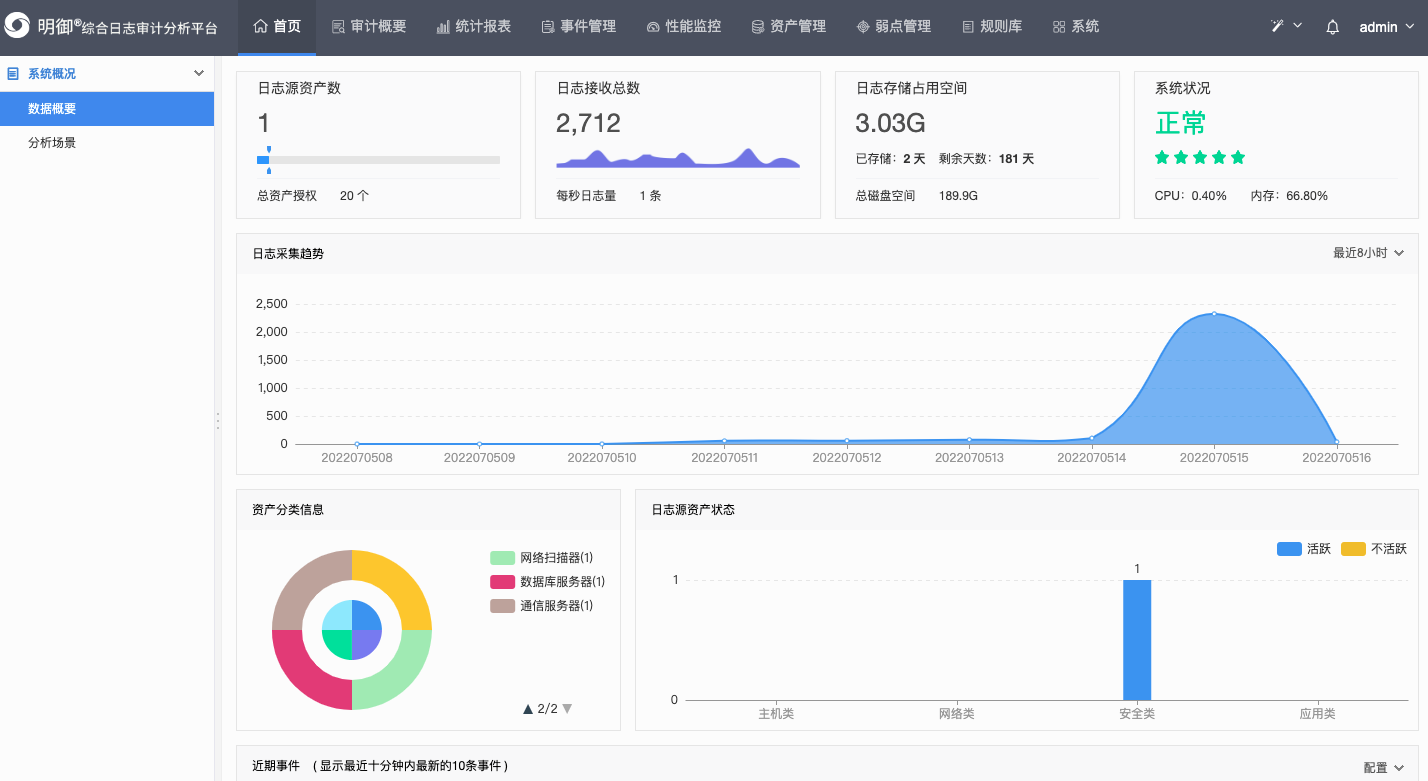 明御®综合日志审计分析平台 首页 审计概要 统计报表 事件管理 性能监控 资产管理 弱点管理 规则库 系统 admin
系统概况
数据概要
分析场景
日志源资产数
1
总资产授权 20 个
日志接收总数
2,712
每秒日志量 1 条
日志存储占用空间
3.03G
已存储：2 天 剩余天数：181 天
总磁盘空间 189.9G
系统状况
正常
CPU：0.40% 内存：66.80%
日志采集趋势 最近8小时
2,500
2,000
1,500
1,000
500
0
2022070508 2022070509 2022070510 2022070511 2022070512 2022070513 2022070514 2022070515 2022070516
资产分类信息
网络扫描器(1)
数据库服务器(1)
通信服务器(1)
2/2
日志源资产状态
活跃 不活跃
1
1
0
主机类 网络类 安全类 应用类
近期事件 （显示最近十分钟内最新的10条事件） 配置